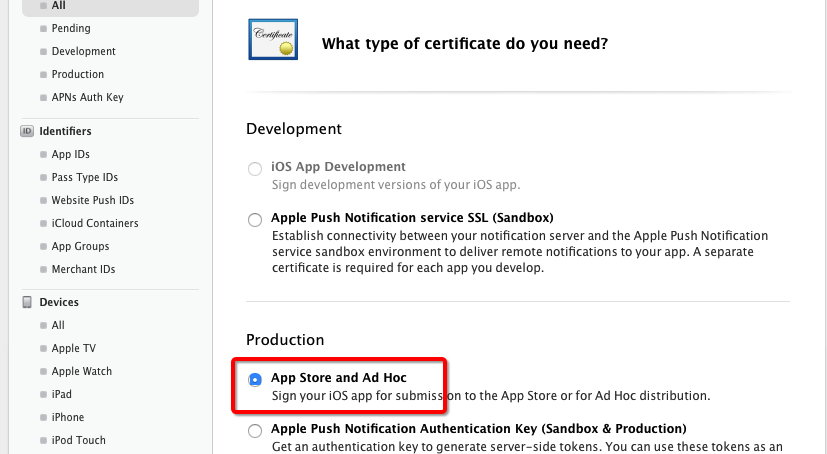 All
Pending
Development
Production
APNs Auth Key
ID Identifiers
App IDs
Pass Type IDs
Website Push IDs
iCloud Containers
App Groups
Merchant IDs
Devices
All
Apple TV
Apple Watch
iPad
iPhone
iPod Touch
Certificate
What type of certificate do you need?
Development
iOS App Development
Sign development versions of your iOS app.
Apple Push Notification service SSL (Sandbox)
Establish connectivity between your notification server and the Apple Push Notification
service sandbox environment to deliver remote notifications to your app. A separate
certificate is required for each app you develop.
Production
App Store and Ad Hoc
Sign your iOS app for submission to the App Store or for Ad Hoc distribution.
Apple Push Notification Authentication Key (Sandbox & Production)
Get an authentication key to generate server-side tokens. You can use these tokens as an